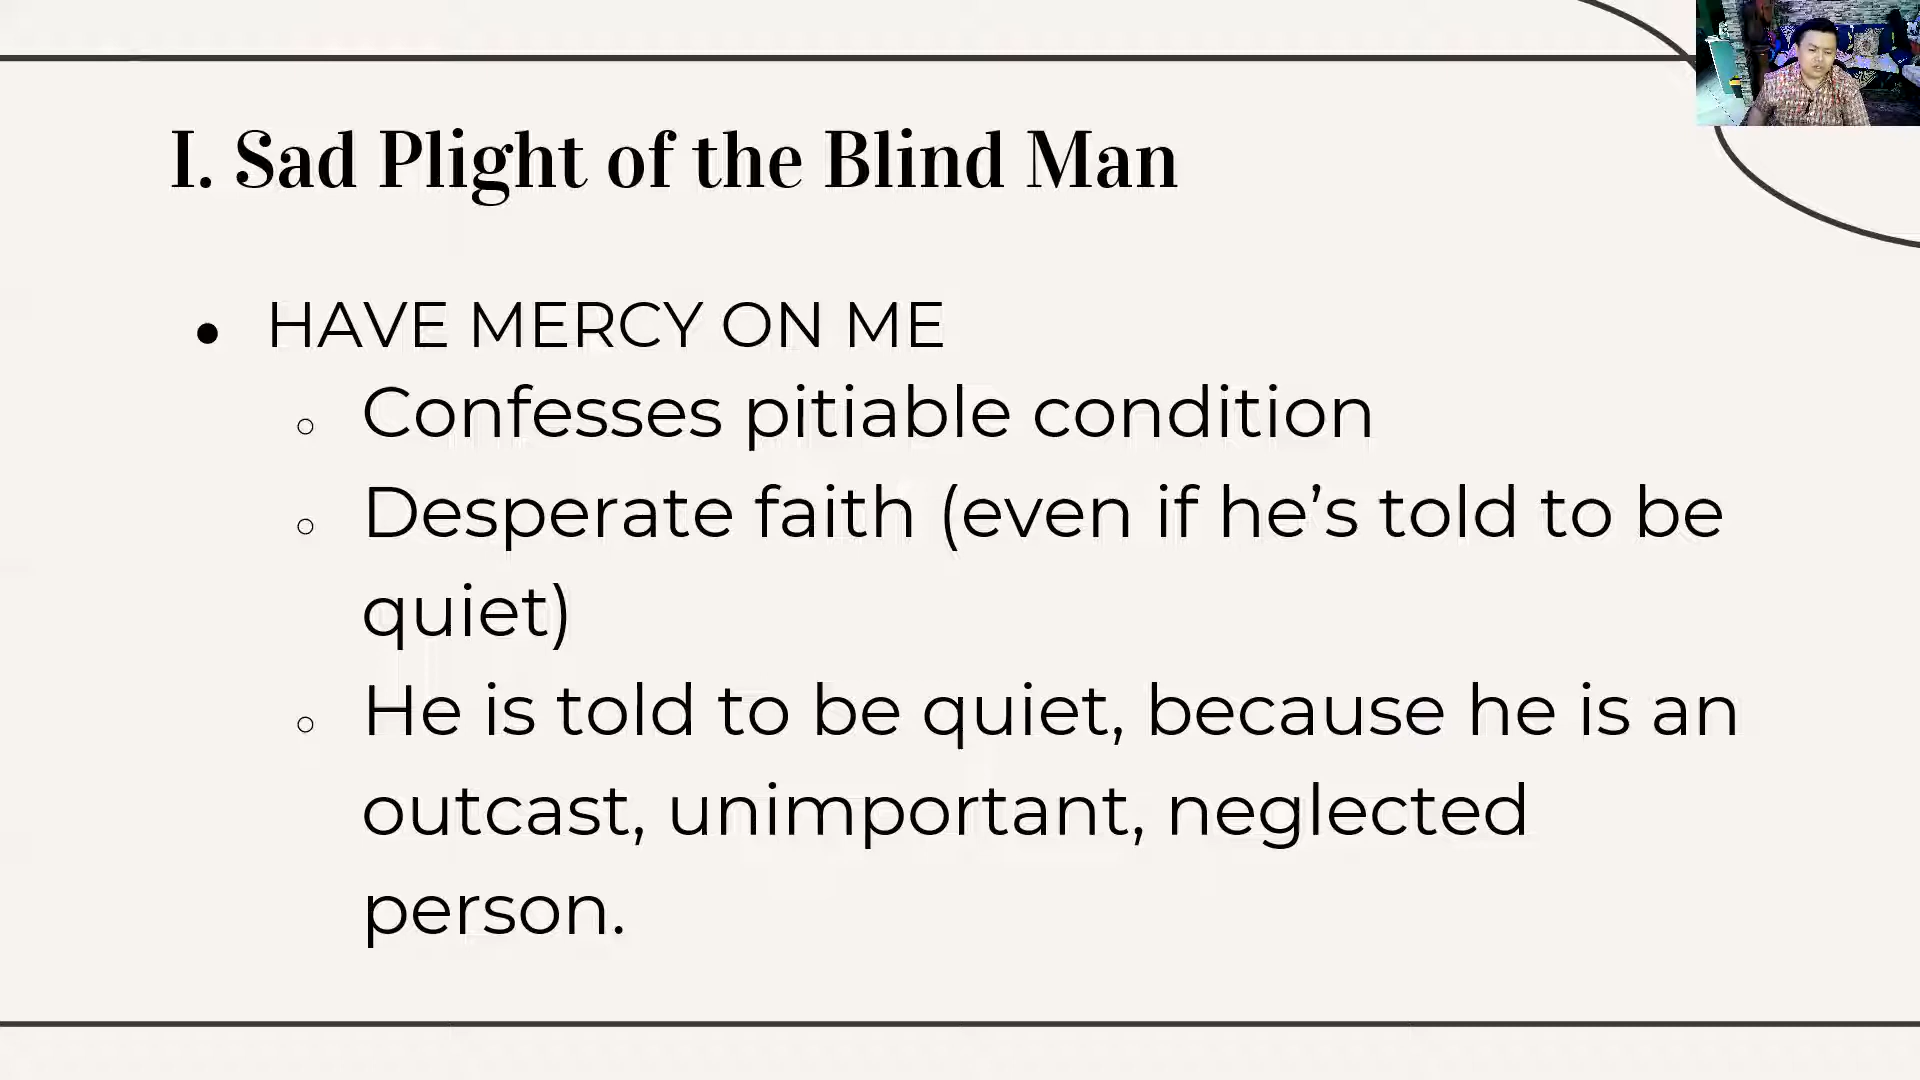 I. Sad Plight of the Blind Man
● HAVE MERCY ON ME
○ Confesses pitiable condition
○ Desperate faith (even if he’s told to be
quiet)
○ He is told to be quiet, because he is an
outcast, unimportant, neglected
person.